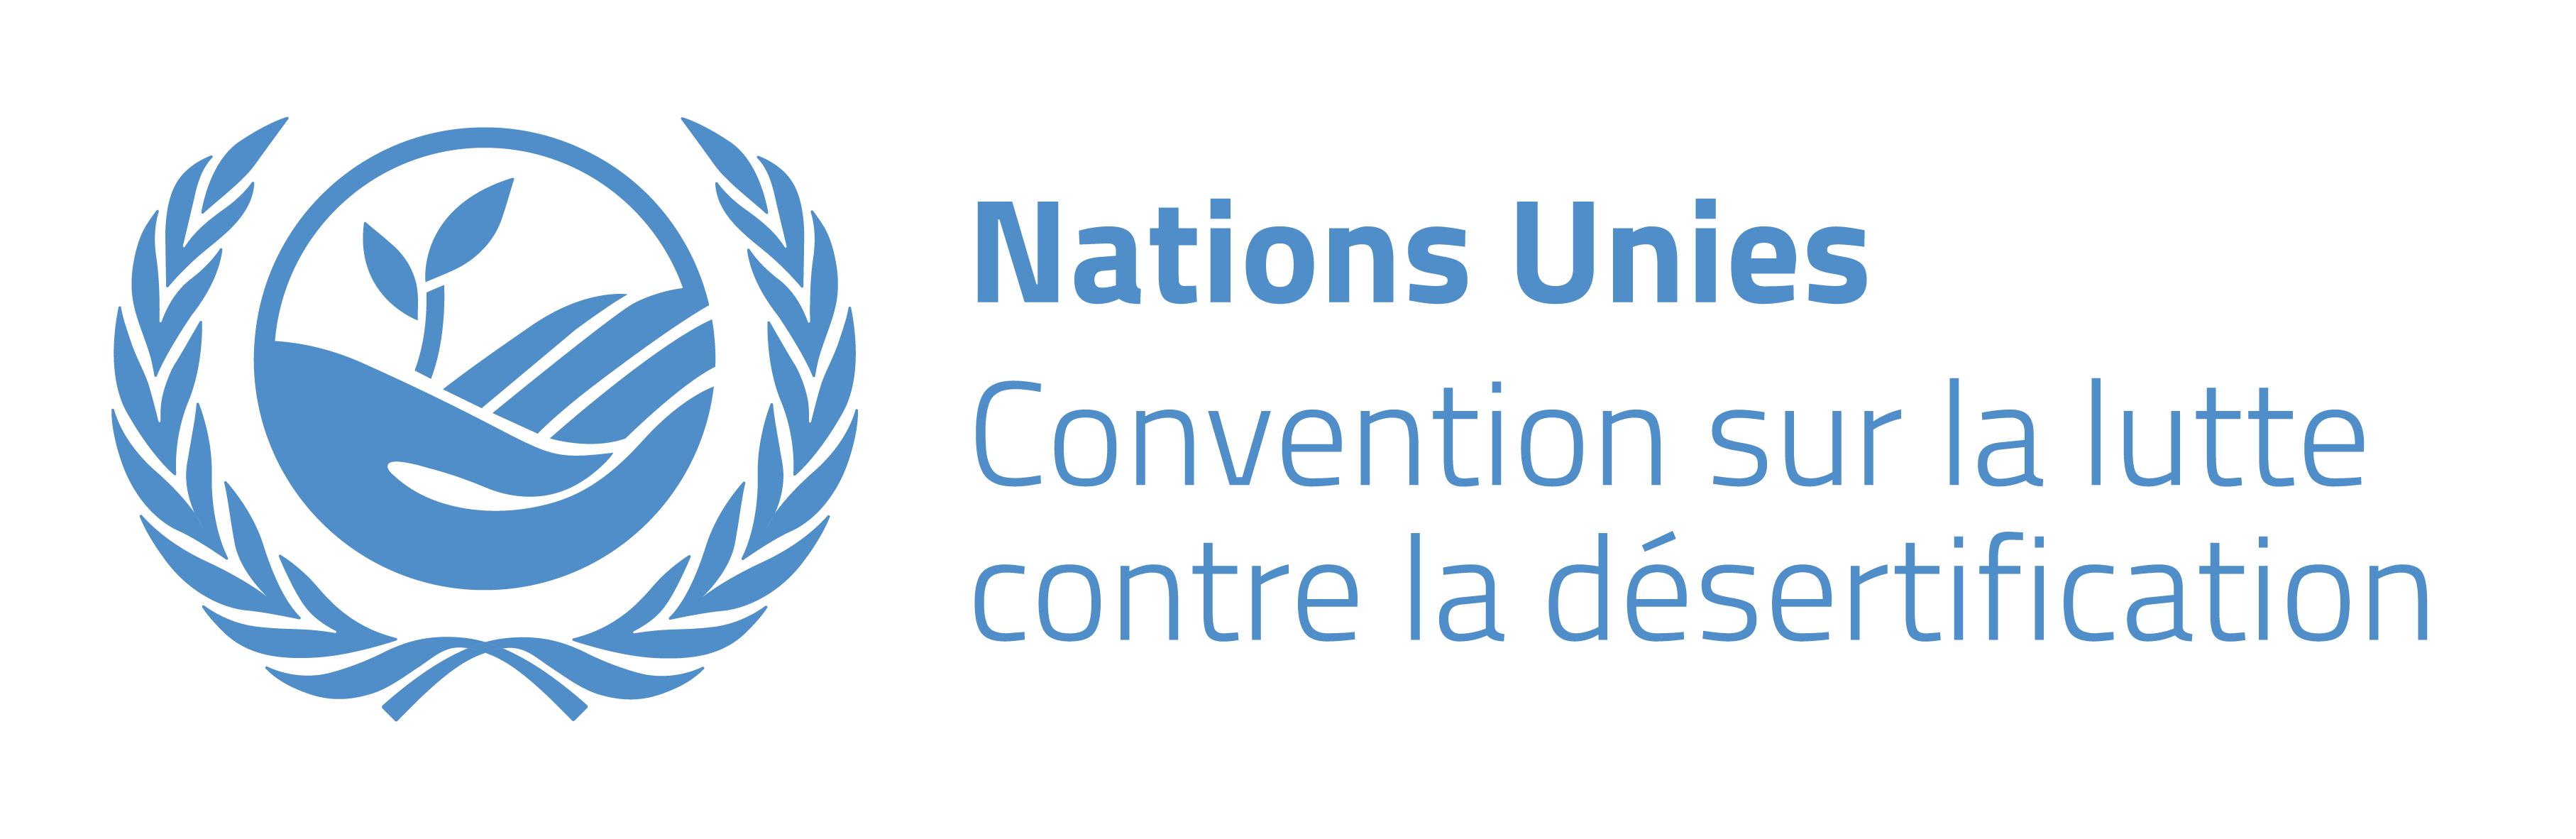 Nations Unies
Convention sur la lutte
contre la désertification